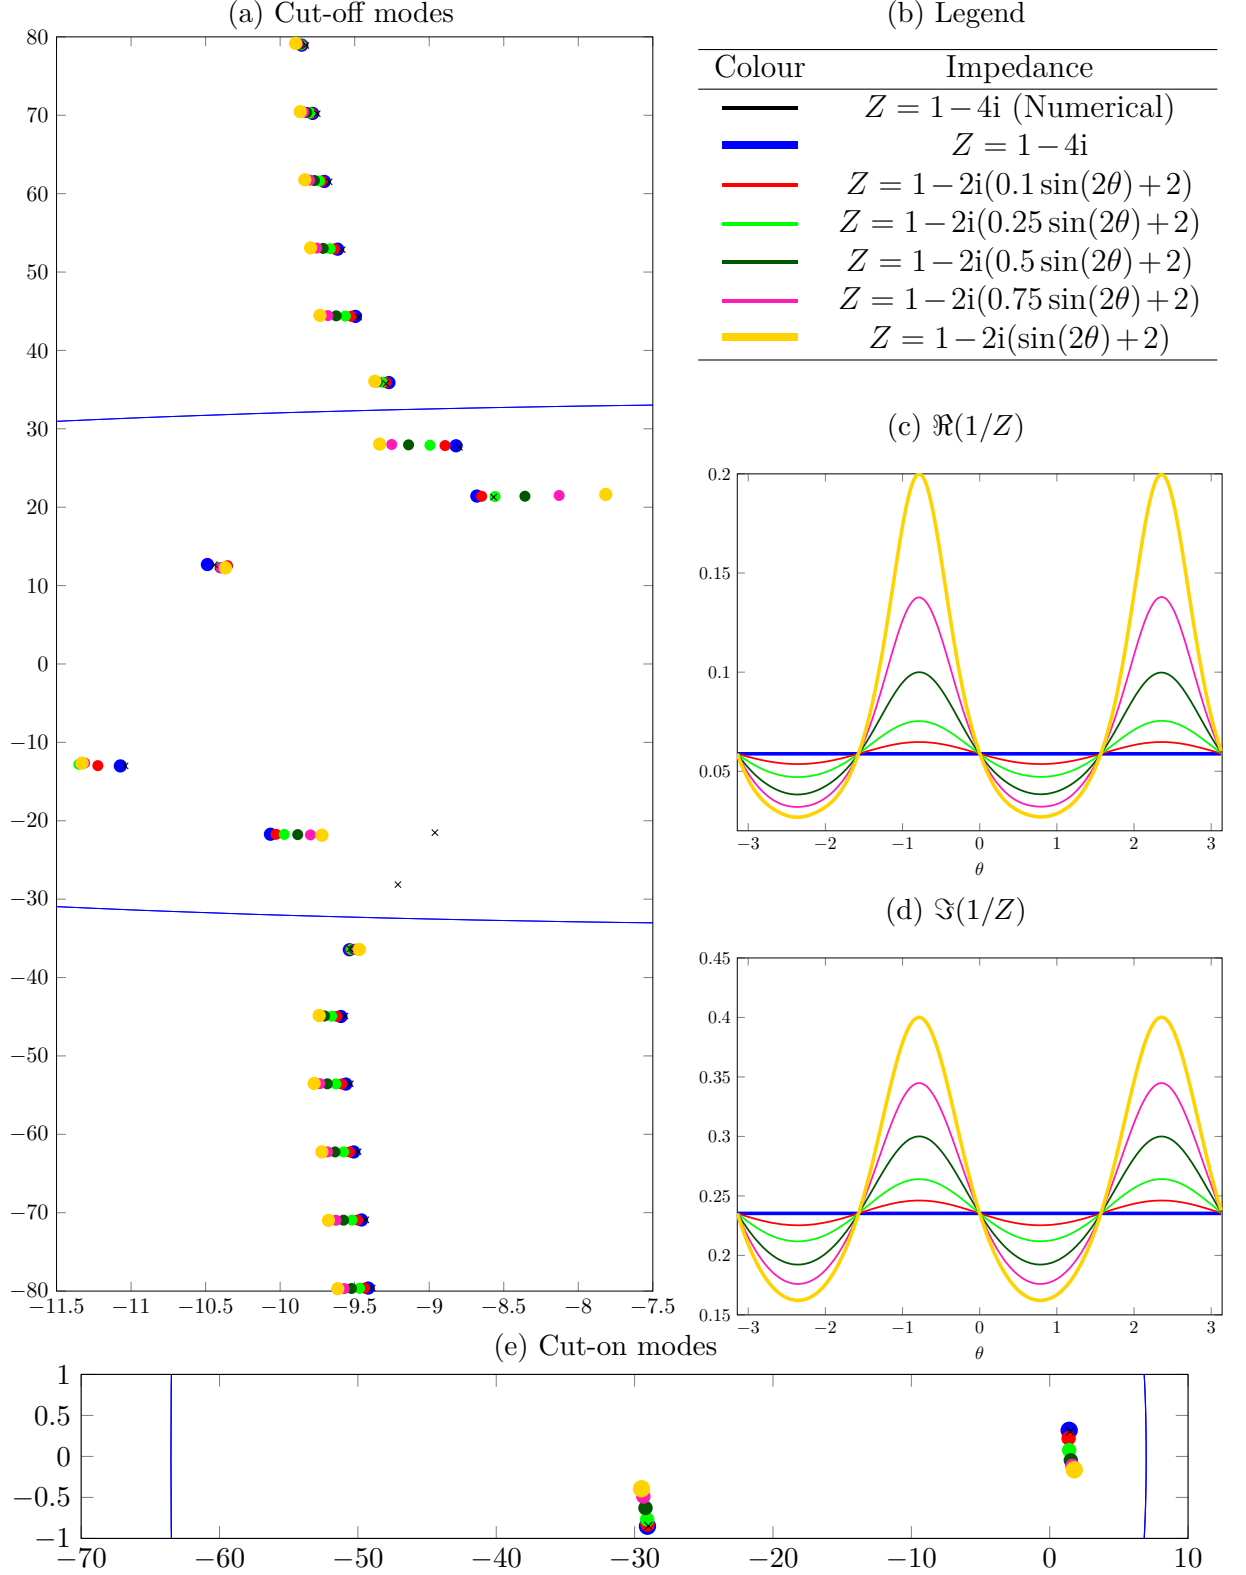 (a) Cut-off modes
80
70
60
50
40
30
20
10
0
−10
−20
−30
−40
−50
−60
−70
−80
−11.5 −11 −10.5 −10 −9.5 −9 −8.5 −8 −7.5
(b) Legend
Colour Impedance
Z = 1−4i (Numerical)
Z = 1−4i
Z = 1−2i(0.1 sin(2θ)+2)
Z = 1−2i(0.25 sin(2θ)+2)
Z = 1−2i(0.5 sin(2θ)+2)
Z = 1−2i(0.75 sin(2θ)+2)
Z = 1−2i(sin(2θ)+2)
(c) ℜ(1/Z)
0.2
0.15
0.1
0.05
−3 −2 −1 0 1 2 3
θ
(d) ℑ(1/Z)
0.45
0.4
0.35
0.3
0.25
0.2
0.15
−3 −2 −1 0 1 2 3
θ
(e) Cut-on modes
1
0.5
0
−0.5
−1
−70 −60 −50 −40 −30 −20 −10 0 10